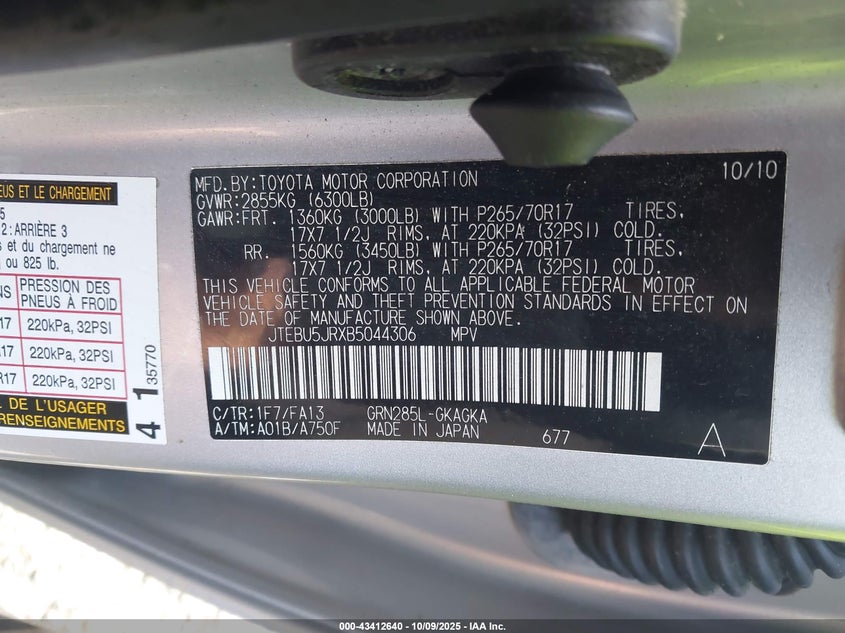 EUS ET LE CHARGEMENT
5
2:ARRIÈRE 3
s et du chargement ne
g ou 825 lb.
NS PRESSION DES
PNEUS À FROID
17 220kPa, 32PSI
R17 220kPa, 32PSI
R17 220kPa, 32PSI
L DE L'USAGER
RENSEIGNEMENTS
4 1 35770
MFD.BY:TOYOTA MOTOR CORPORATION 10/10
GVWR:2855KG (6300LB)
GAWR:FRT. 1360KG (3000LB) WITH P265/70R17 TIRES,
17X7 1/2J RIMS, AT 220KPA (32PSI) COLD.
RR. 1560KG (3450LB) WITH P265/70R17 TIRES,
17X7 1/2J RIMS, AT 220KPA (32PSI) COLD.
THIS VEHICLE CONFORMS TO ALL APPLICABLE FEDERAL MOTOR
VEHICLE SAFETY AND THEFT PREVENTION STANDARDS IN EFFECT ON
THE DATE OF MANUFACTURE SHOWN ABOVE.
JTEBU5JRXB5044306 MPV
C/TR:1F7/FA13 GRN285L-GKAGKA
A/TM:A01B/A750F MADE IN JAPAN 677 A
000-43412640 - 10/09/2025 - IAA Inc.